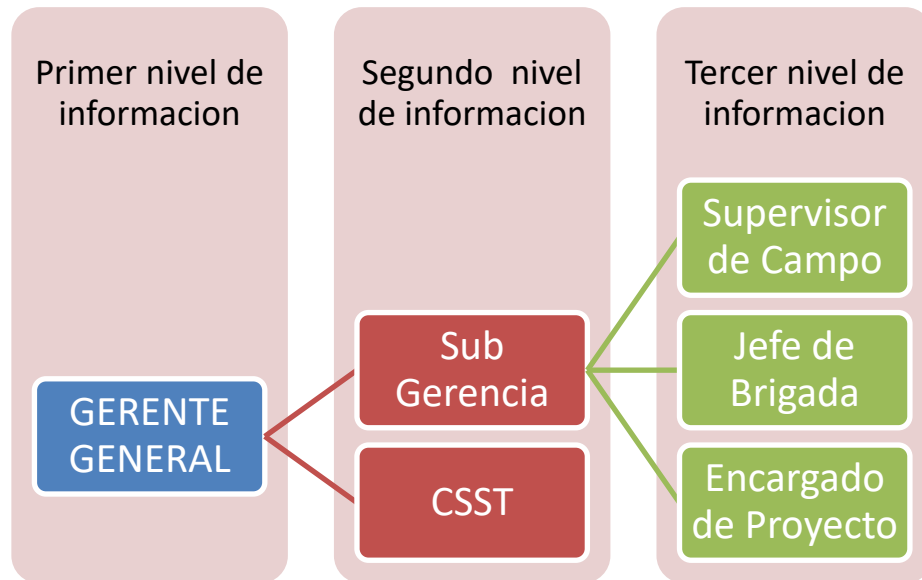 Primer nivel de
informacion
Segundo nivel
de informacion
Tercer nivel de
informacion
GERENTE
GENERAL
Sub
Gerencia
CSST
Supervisor
de Campo
Jefe de
Brigada
Encargado
de Proyecto